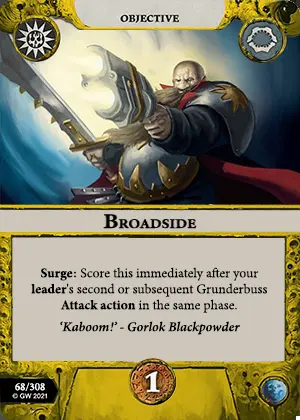 OBJECTIVE
BROADSIDE
Surge: Score this immediately after your
leader's second or subsequent Grunderbuss
Attack action in the same phase.
‘Kaboom!’ - Gorlok Blackpowder
68/308
© GW 2021
1